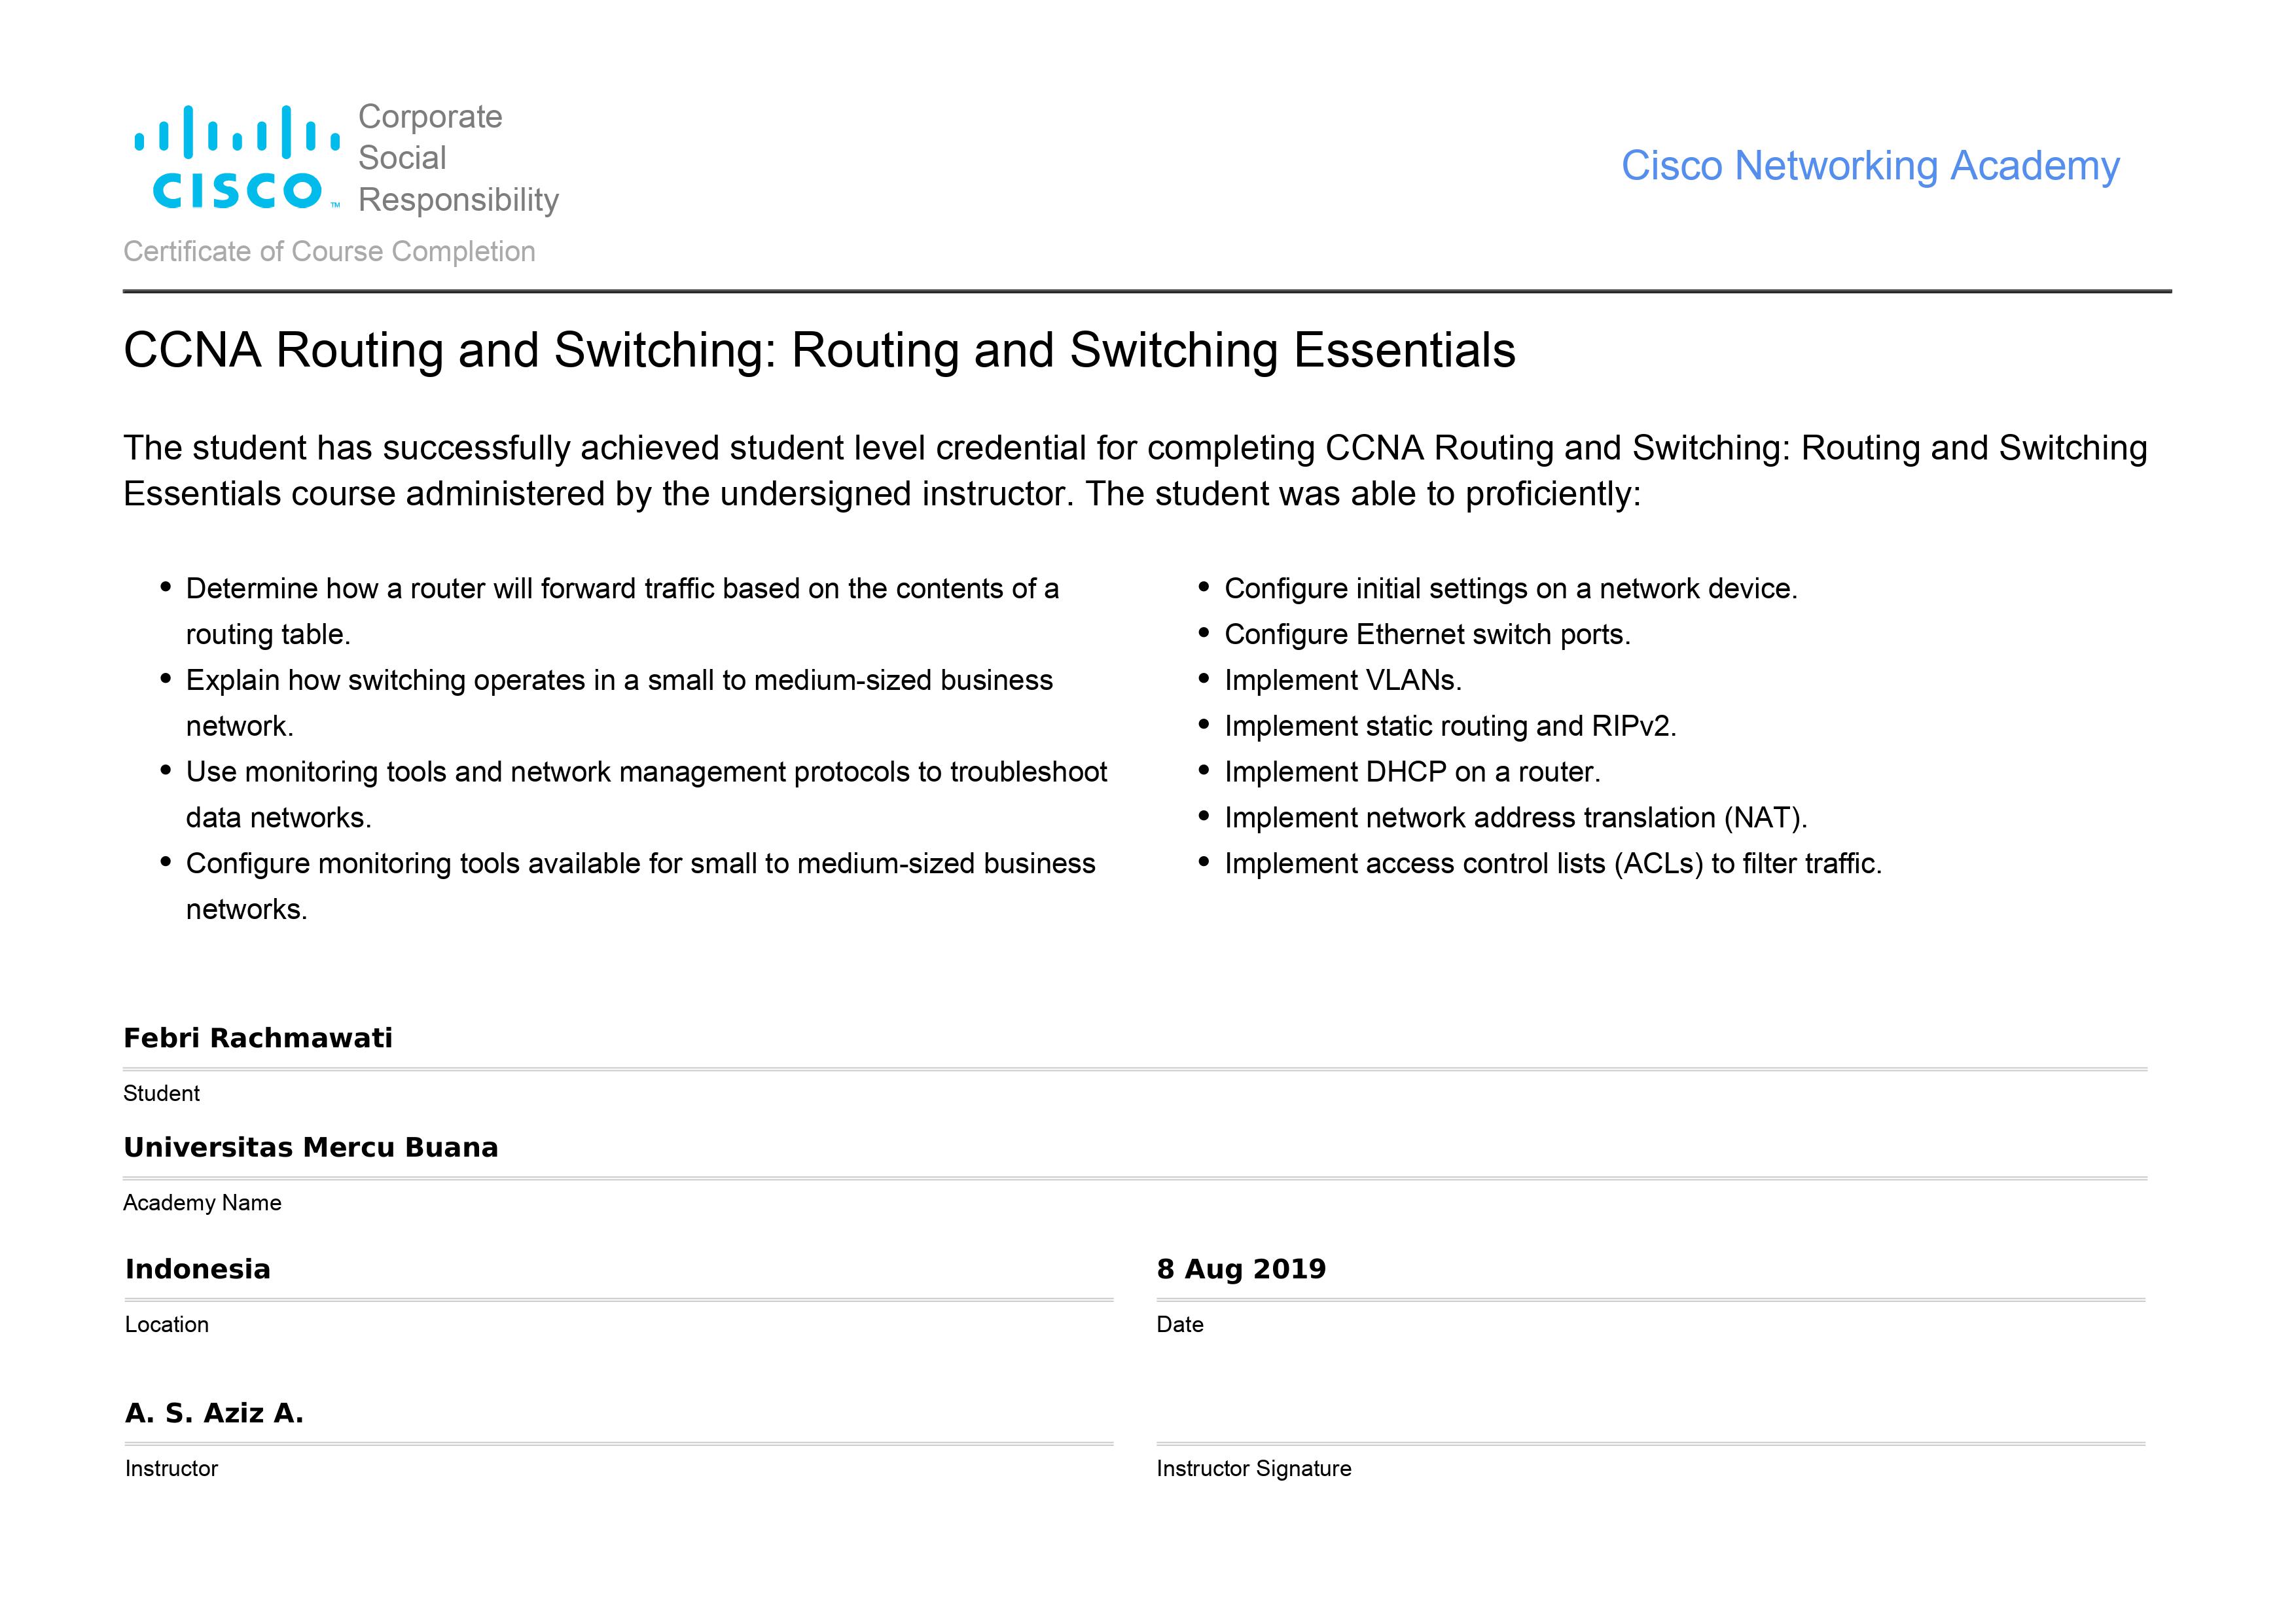 Corporate
Social
Responsibility
CISCO™
Cisco Networking Academy
Certificate of Course Completion
CCNA Routing and Switching: Routing and Switching Essentials
The student has successfully achieved student level credential for completing CCNA Routing and Switching: Routing and Switching
Essentials course administered by the undersigned instructor. The student was able to proficiently:
• Determine how a router will forward traffic based on the contents of a
routing table.
• Explain how switching operates in a small to medium-sized business
network.
• Use monitoring tools and network management protocols to troubleshoot
data networks.
• Configure monitoring tools available for small to medium-sized business
networks.
• Configure initial settings on a network device.
• Configure Ethernet switch ports.
• Implement VLANs.
• Implement static routing and RIPv2.
• Implement DHCP on a router.
• Implement network address translation (NAT).
• Implement access control lists (ACLs) to filter traffic.
Febri Rachmawati
Student
Universitas Mercu Buana
Academy Name
Indonesia
Location
8 Aug 2019
Date
A. S. Aziz A.
Instructor
Instructor Signature